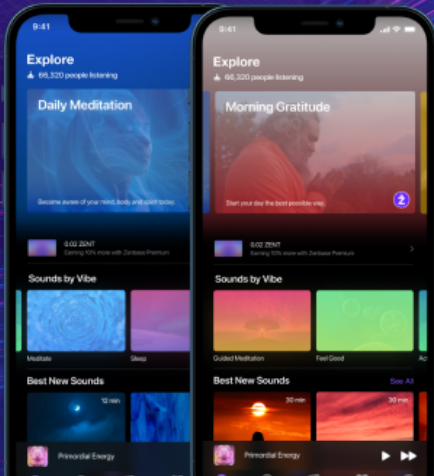 9:41
Explore
66,320 people listening
Daily Meditation
Become aware of your mind, body and spirit today.
0.02 ZENT
Earning 10% more with Zenbase Premium
Sounds by Vibe
Meditate
Sleep
Best New Sounds
12 min
Primordial Energy
9:41
Explore
66,320 people listening
Morning Gratitude
Start your day the best possible way.
0.02 ZENT
Earning 10% more with Zenbase Premium
Sounds by Vibe
Guided Meditation
Feel Good
Best New Sounds
See All
30 min
30 min
Primordial Energy